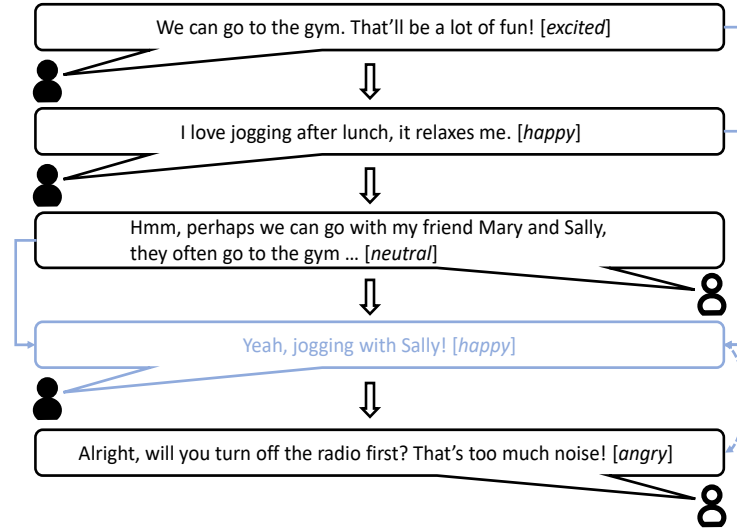 We can go to the gym. That’ll be a lot of fun! [excited]
I love jogging after lunch, it relaxes me. [happy]
Hmm, perhaps we can go with my friend Mary and Sally,
they often go to the gym ... [neutral]
Yeah, jogging with Sally! [happy]
Alright, will you turn off the radio first? That’s too much noise! [angry]